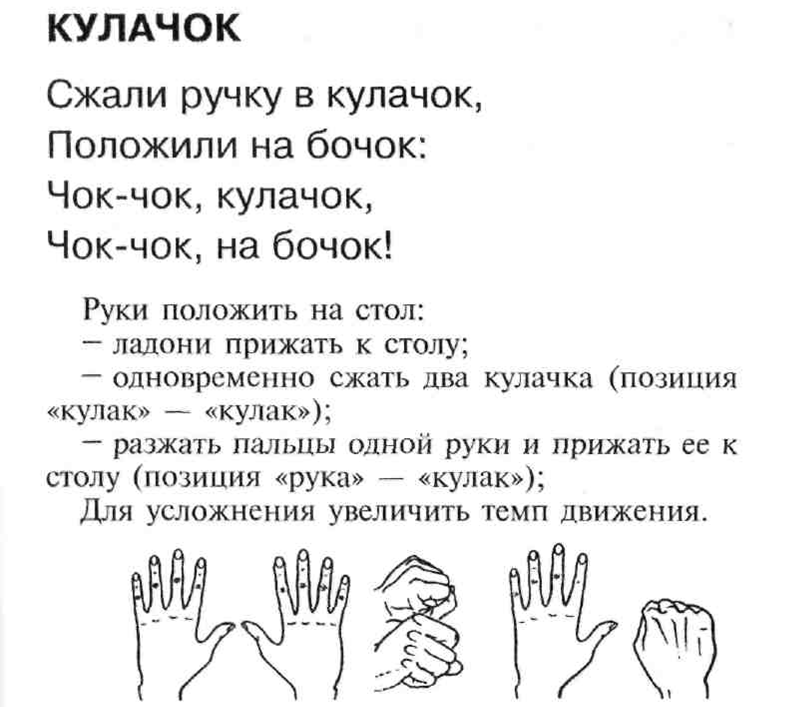 КУЛАЧОК
Сжали ручку в кулачок,
Положили на бочок:
Чок-чок, кулачок,
Чок-чок, на бочок!
Руки положить на стол:
— ладони прижать к столу;
— одновременно сжать два кулачка (позиция
«кулак» — «кулак»);
— разжать пальцы одной руки и прижать ее к
столу (позиция «рука» — «кулак»);
Для усложнения увеличить темп движения.